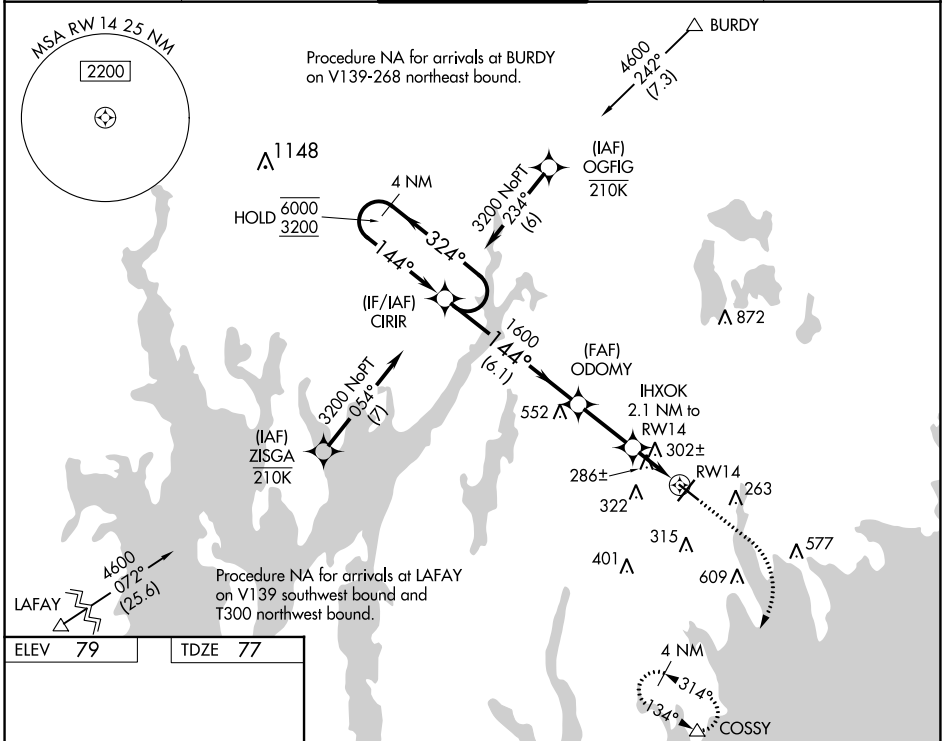 MSA RW 14 25 NM
2200
Procedure NA for arrivals at BURDY
on V139-268 northeast bound.
BURDY
4600
242°
(7.3)
1148
4 NM
HOLD 6000
3200
(IAF)
OGFIG
210K
3200 NoPT
234°
(6)
324°
144°
(IF/IAF)
CIRIR
872
1600
144°
(6.1)
(FAF)
ODOMY
3200 NoPT
054°
(7)
(IAF)
ZISGA
210K
552
IHXOK
2.1 NM to
RW14
302±
286±
RW14
322
263
315
577
401
609
4600
072°
(25.6)
LAFAY
Procedure NA for arrivals at LAFAY
on V139 southwest bound and
T300 northwest bound.
ELEV 79
TDZE 77
4 NM
314°
134°
COSSY